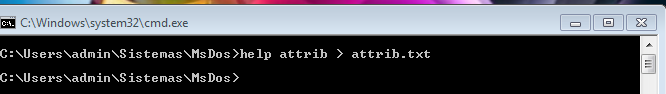 C:\Windows\system32\cmd.exe
C:\Users\admin\Sistemas\MsDos>help attrib > attrib.txt
C:\Users\admin\Sistemas\MsDos>